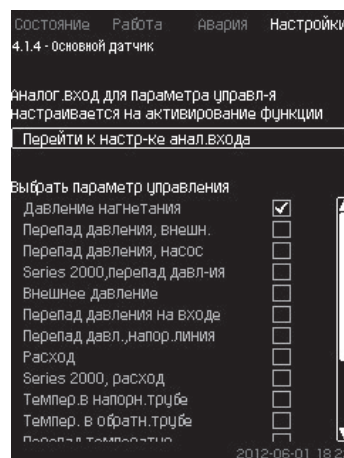 Состояние Работа Авария Настройки
4.1.4 - Основной датчик
Аналог.вход для параметра управл-я
настраивается на активирование функции
Перейти к настр-ке анал.входа
Выбрать параметр управления
Давление нагнетания
Перепад давления, внешн.
Перепад давления, насос
Series 2000,перепад давл-ия
Внешнее давление
Перепад давления на входе
Перепад давл.,напор.линия
Расход
Series 2000, расход
Темпер.в напорн.трубе
Темпер. в обратн.трубе
2012-06-01 18:2